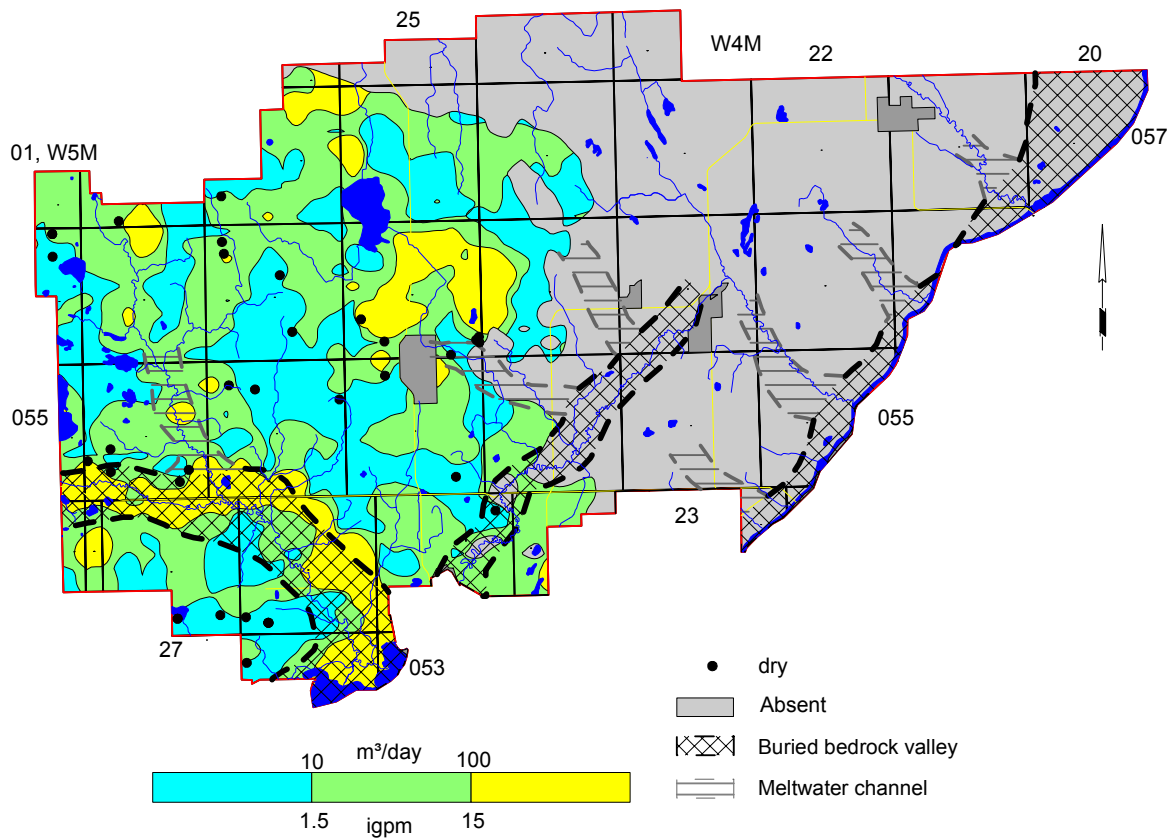 25
W4M
22
20
057
01, W5M
055
055
23
27
053
dry
Absent
Buried bedrock valley
Meltwater channel
10 m³/day 100
1.5 igpm 15